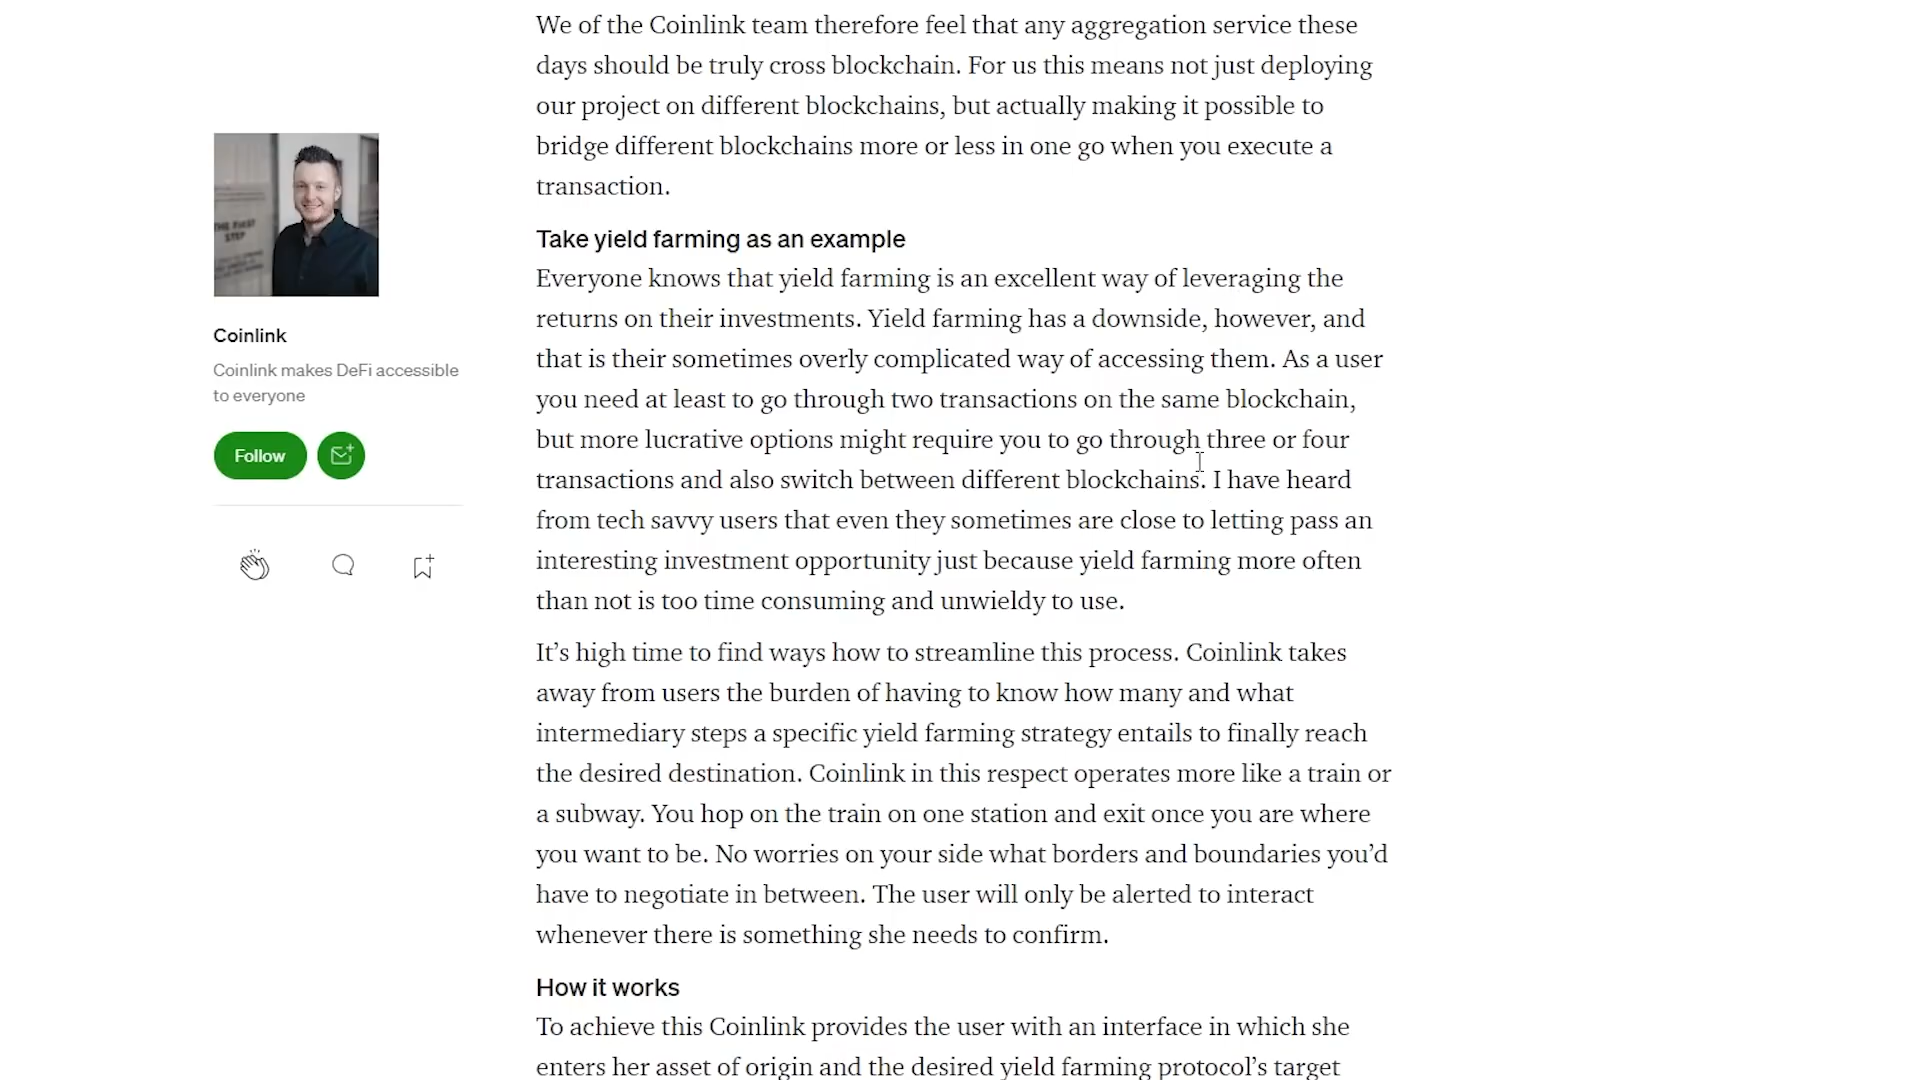 We of the Coinlink team therefore feel that any aggregation service these
days should be truly cross blockchain. For us this means not just deploying
our project on different blockchains, but actually making it possible to
bridge different blockchains more or less in one go when you execute a
transaction.
THE FIRST
STEP
Coinlink
Coinlink makes DeFi accessible
to everyone
Follow
Take yield farming as an example
Everyone knows that yield farming is an excellent way of leveraging the
returns on their investments. Yield farming has a downside, however, and
that is their sometimes overly complicated way of accessing them. As a user
you need at least to go through two transactions on the same blockchain,
but more lucrative options might require you to go through three or four
transactions and also switch between different blockchains. I have heard
from tech savvy users that even they sometimes are close to letting pass an
interesting investment opportunity just because yield farming more often
than not is too time consuming and unwieldy to use.
It’s high time to find ways how to streamline this process. Coinlink takes
away from users the burden of having to know how many and what
intermediary steps a specific yield farming strategy entails to finally reach
the desired destination. Coinlink in this respect operates more like a train or
a subway. You hop on the train on one station and exit once you are where
you want to be. No worries on your side what borders and boundaries you’d
have to negotiate in between. The user will only be alerted to interact
whenever there is something she needs to confirm.
How it works
To achieve this Coinlink provides the user with an interface in which she
enters her asset of origin and the desired yield farming protocol’s target